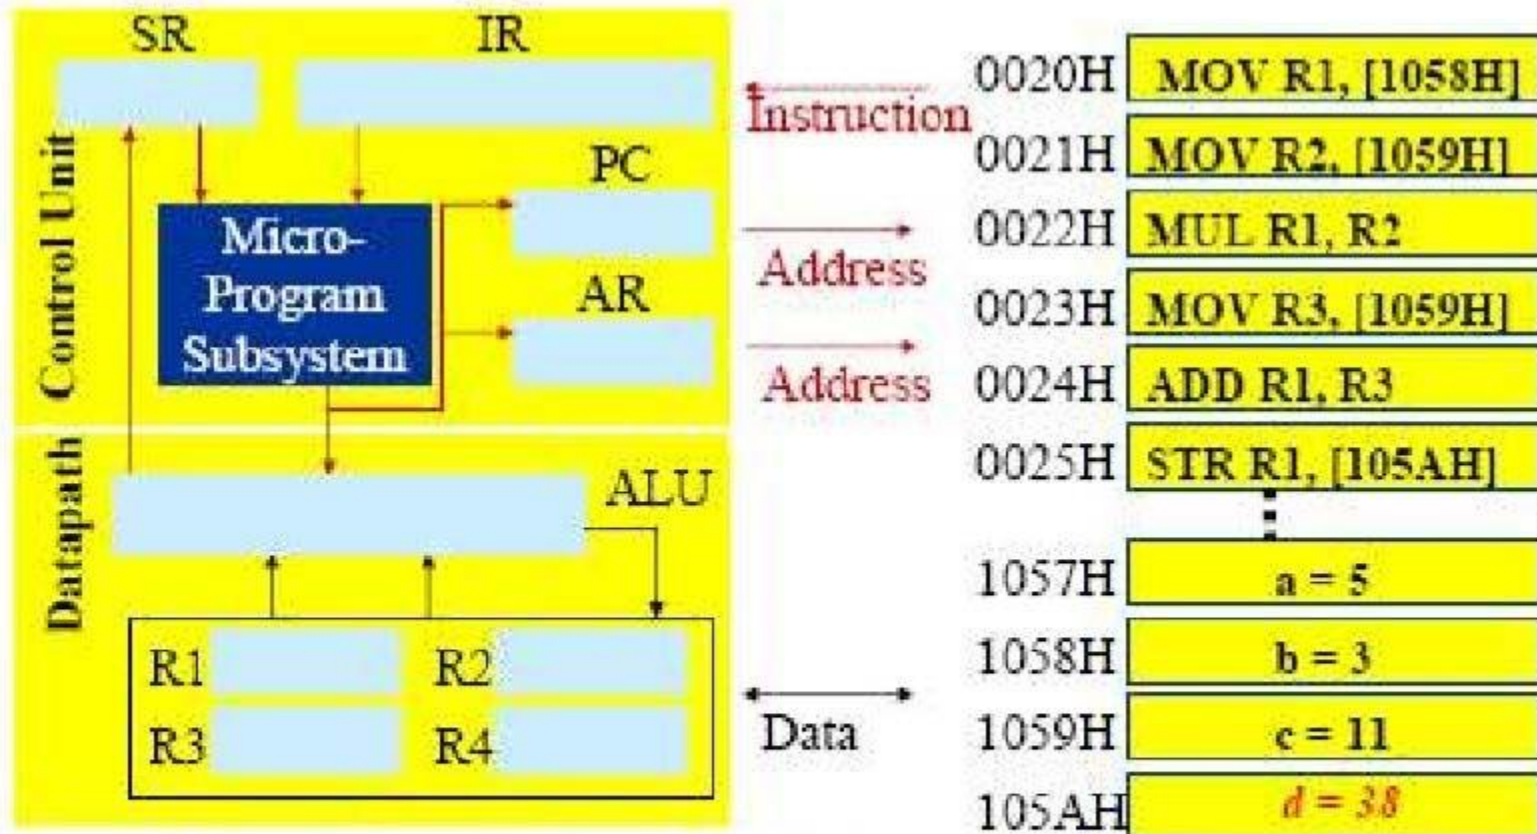 SR IR
Control Unit
PC
Micro-
Program
Subsystem
AR
Datapath
ALU
R1 R2
R3 R4
Instruction
Address
Address
Data
0020H MOV R1, [1058H]
0021H MOV R2, [1059H]
0022H MUL R1, R2
0023H MOV R3, [1059H]
0024H ADD R1, R3
0025H STR R1, [105AH]
1057H a = 5
1058H b = 3
1059H c = 11
105AH d = 38